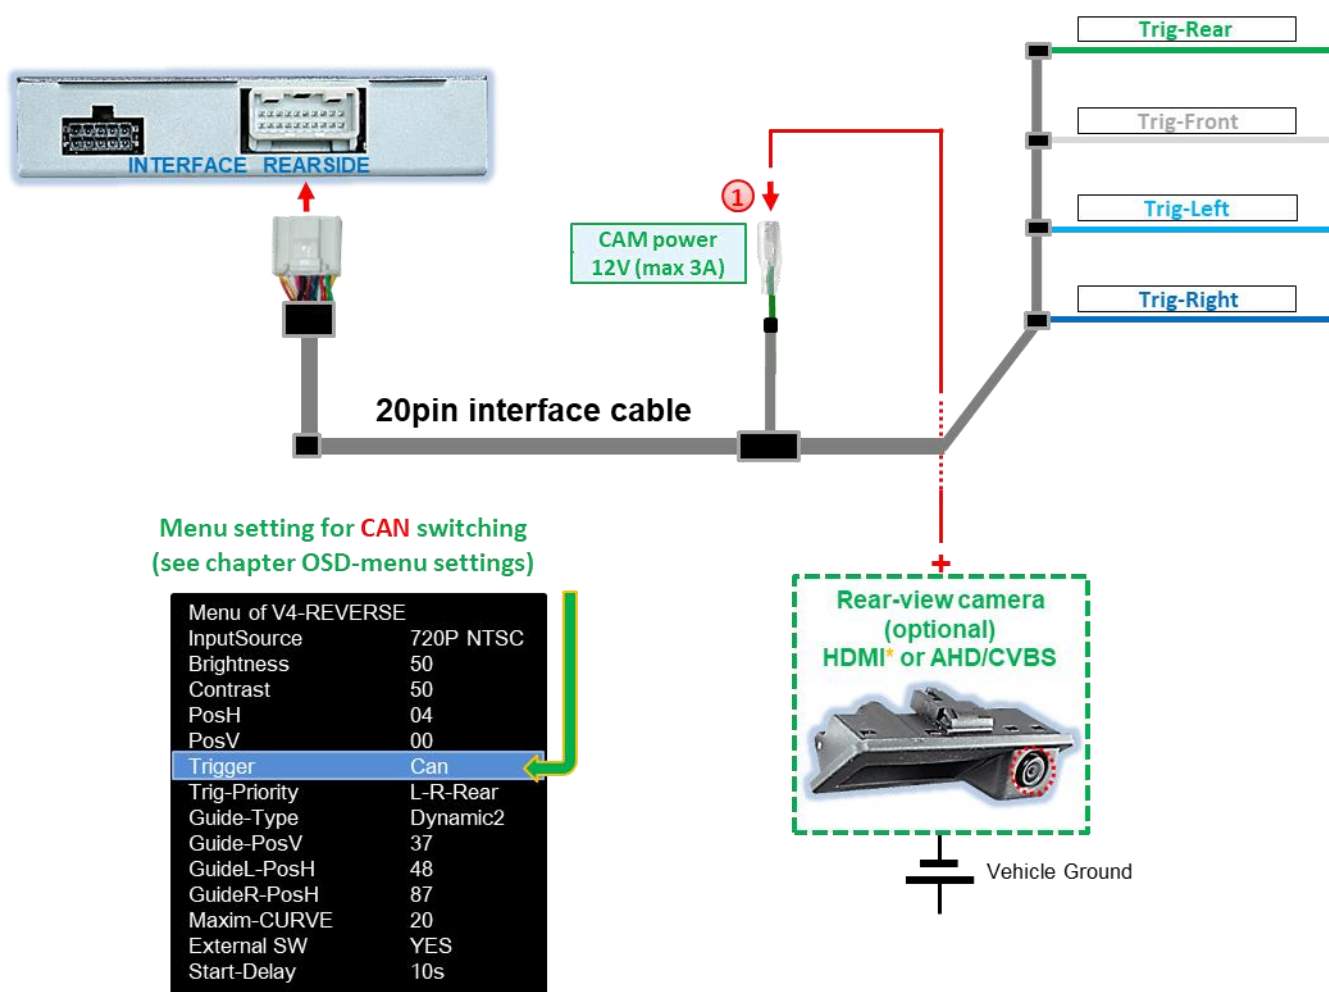 Trig-Rear
Trig-Front
Trig-Left
Trig-Right
INTERFACE REARSIDE
1
CAM power
12V (max 3A)
20pin interface cable
Menu setting for CAN switching
(see chapter OSD-menu settings)
Menu of V4-REVERSE
InputSource 720P NTSC
Brightness 50
Contrast 50
PosH 04
PosV 00
Trigger Can
Trig-Priority L-R-Rear
Guide-Type Dynamic2
Guide-PosV 37
GuideL-PosH 48
GuideR-PosH 87
Maxim-CURVE 20
External SW YES
Start-Delay 10s
+
Rear-view camera
(optional)
HDMI* or AHD/CVBS
Vehicle Ground